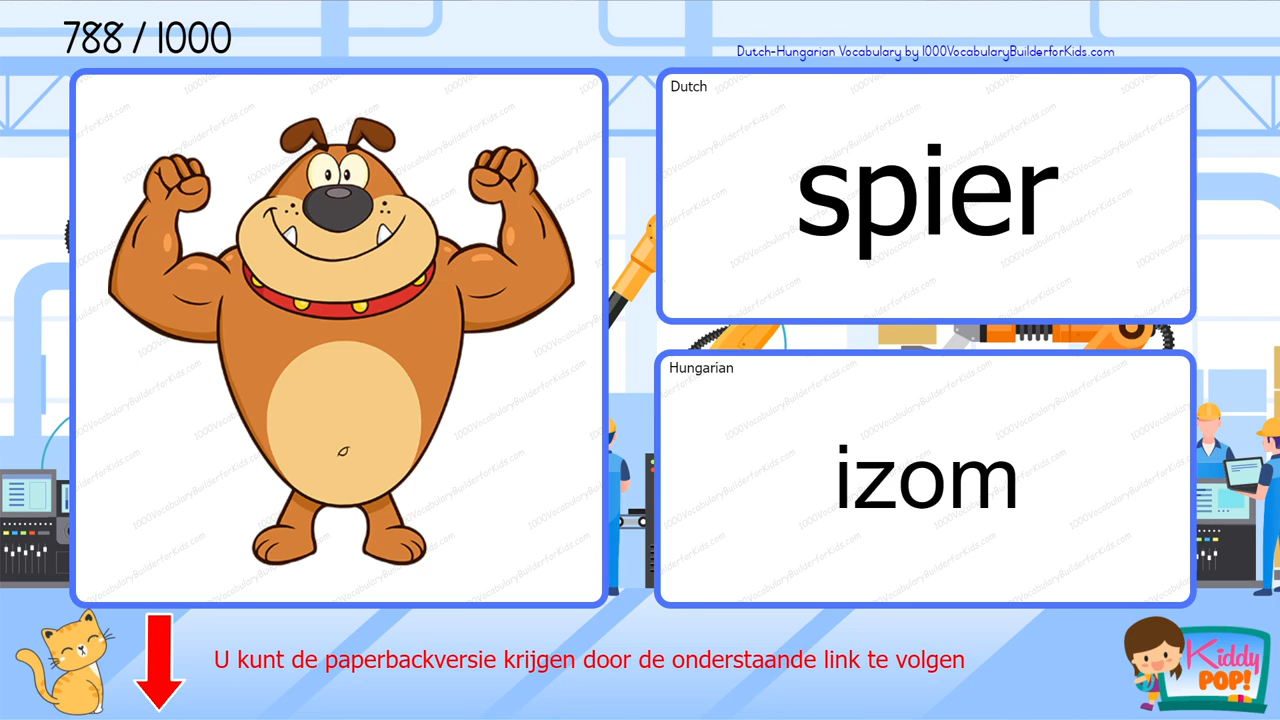 788 / 1000
Dutch-Hungarian Vocabulary by 1000VocabularyBuilderforKids.com
Dutch
spier
Hungarian
izom
U kunt de paperbackversie krijgen door de onderstaande link te volgen
Kiddy
POP!